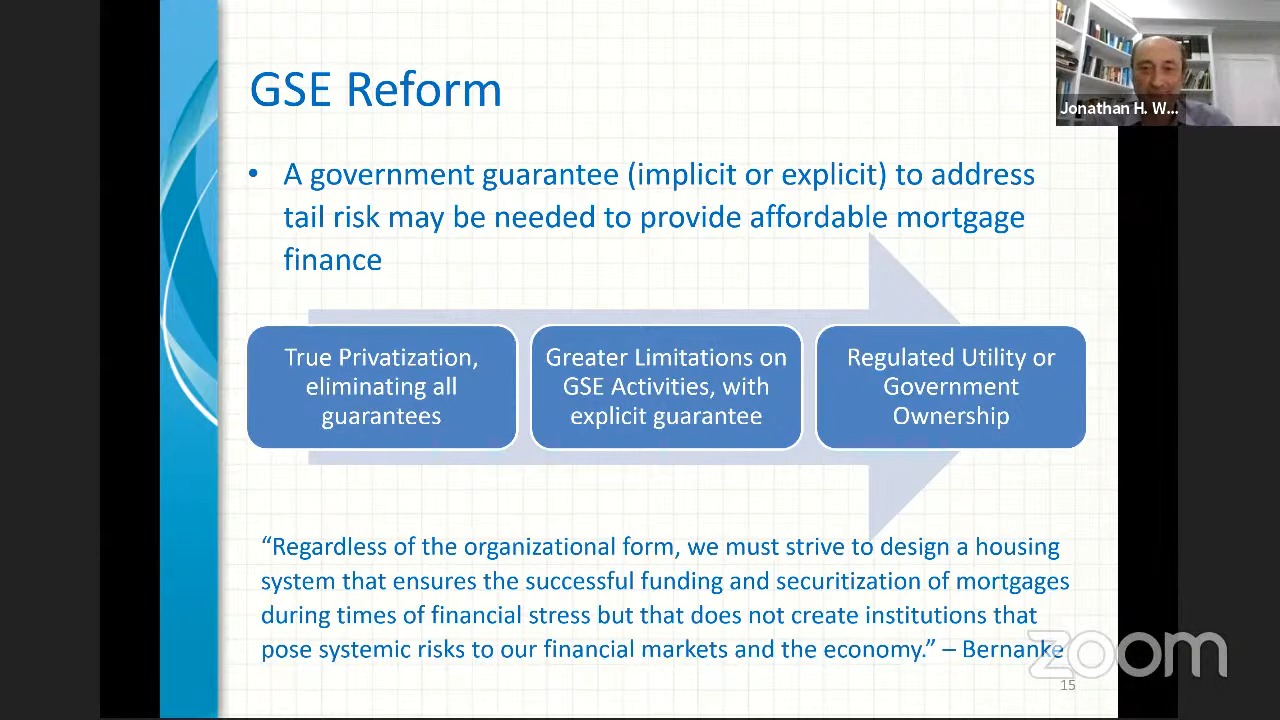 GSE Reform
Jonathan H. W...
• A government guarantee (implicit or explicit) to address
tail risk may be needed to provide affordable mortgage
finance
True Privatization,
eliminating all
guarantees
Greater Limitations on
GSE Activities, with
explicit guarantee
Regulated Utility or
Government
Ownership
“Regardless of the organizational form, we must strive to design a housing
system that ensures the successful funding and securitization of mortgages
during times of financial stress but that does not create institutions that
pose systemic risks to our financial markets and the economy.” – Bernanke
zoom
15